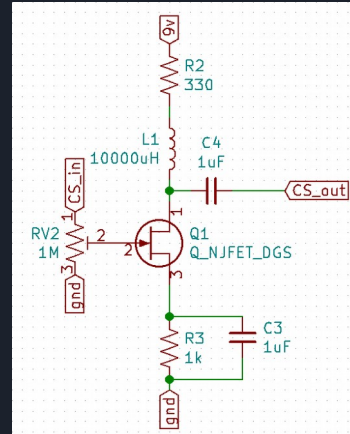 9v
R2
330
L1
10000uH
C4
1uF
CS_out
CS_in
1
RV2
1M
2
3
gnd
1
2
Q1
Q_NJFET_DGS
3
R3
1k
C3
1uF
gnd